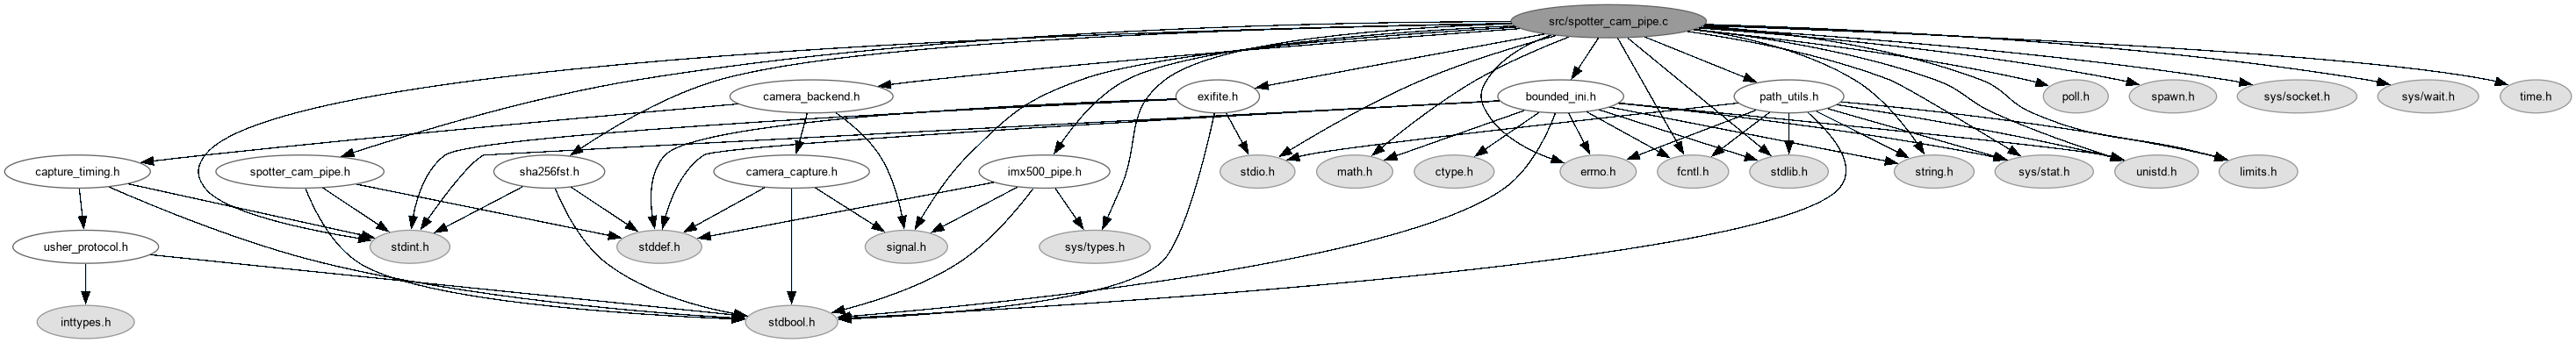 src/spotter_cam_pipe.c
camera_backend.h
exifite.h
bounded_ini.h
path_utils.h
poll.h
spawn.h
sys/socket.h
sys/wait.h
time.h
capture_timing.h
spotter_cam_pipe.h
sha256fst.h
camera_capture.h
imx500_pipe.h
stdio.h
math.h
ctype.h
errno.h
fcntl.h
stdlib.h
string.h
sys/stat.h
unistd.h
limits.h
usher_protocol.h
stdint.h
stddef.h
signal.h
sys/types.h
inttypes.h
stdbool.h